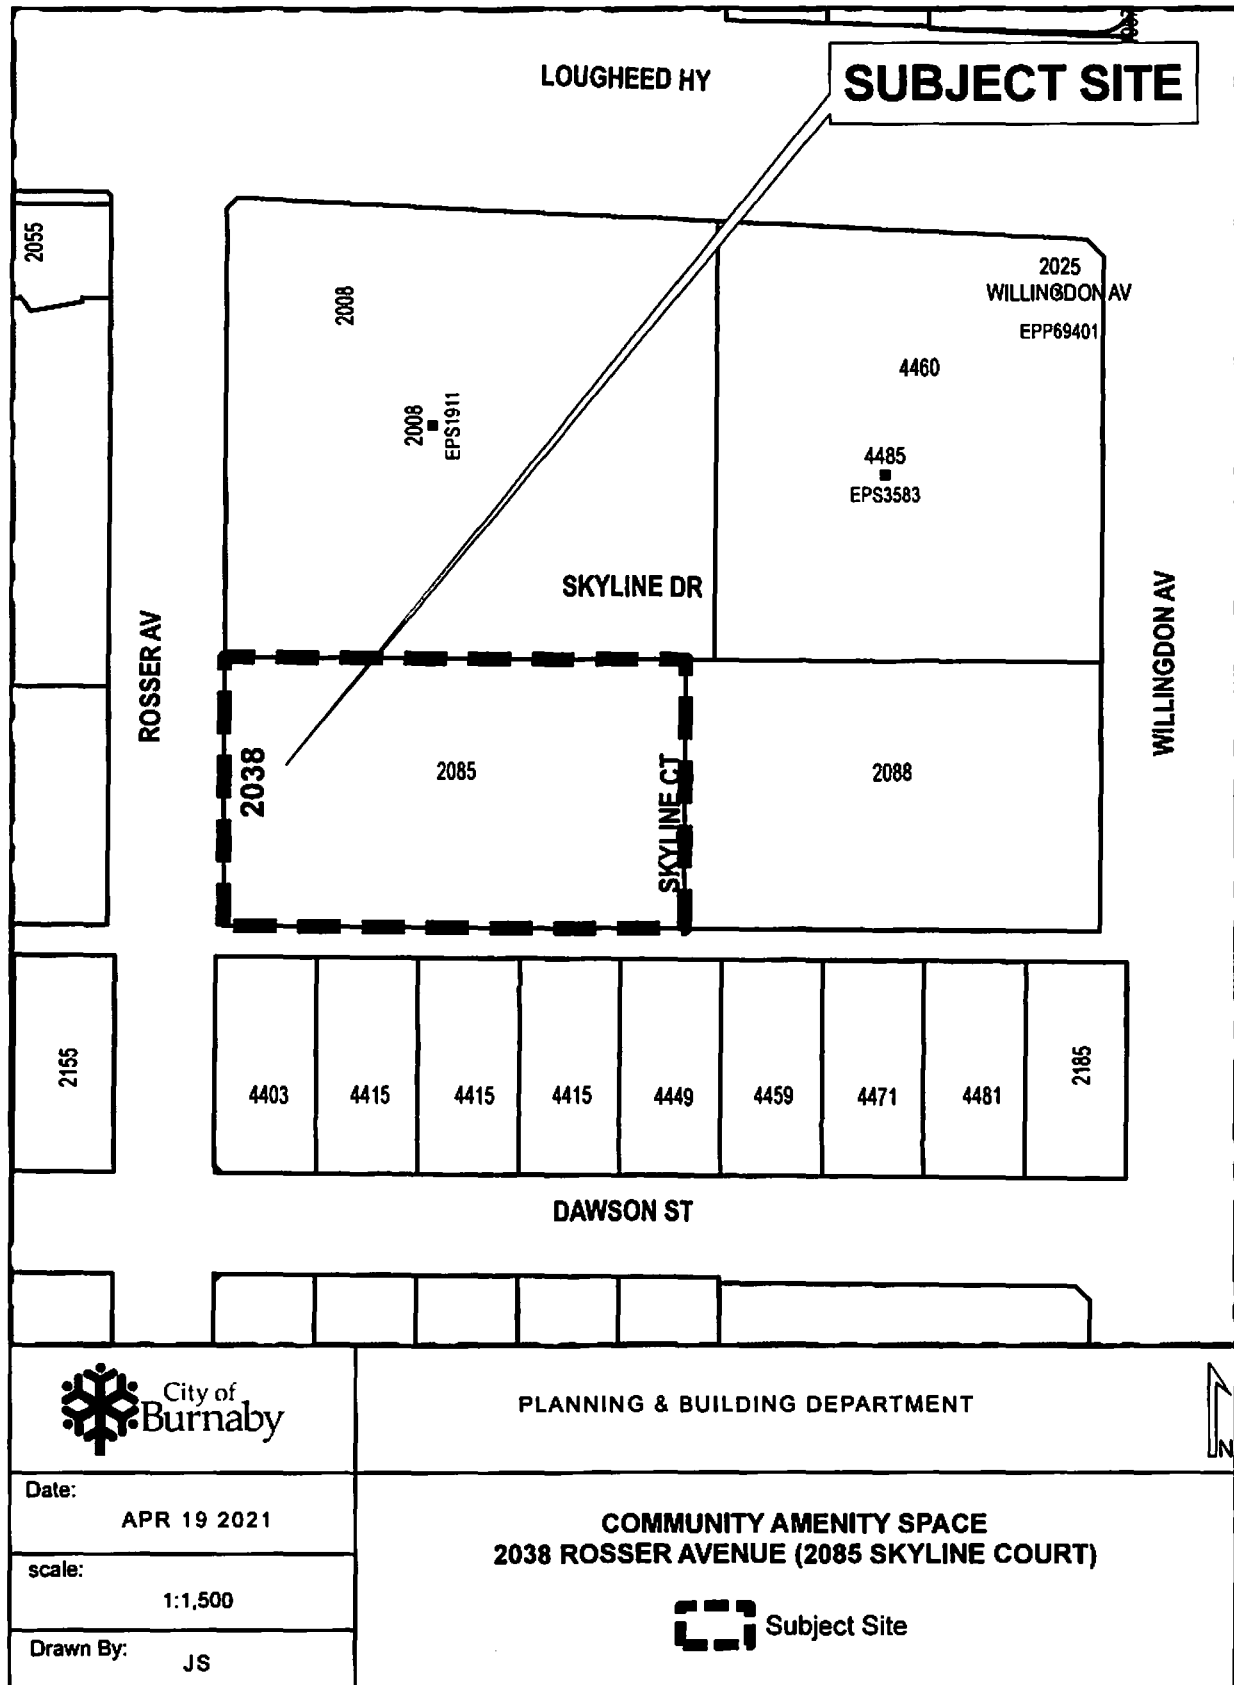 LOUGHEED HY
SUBJECT SITE
2055
2008
2025
WILLINGDON AV
EPP69401
4460
2008
EPS1911
4485
EPS3583
SKYLINE DR
ROSSER AV
WILLINGDON AV
2038
2085
SKYLINE CT
2088
2155
4403
4415
4415
4415
4449
4459
4471
4481
2185
DAWSON ST
City of
Burnaby
PLANNING & BUILDING DEPARTMENT
N
Date:
APR 19 2021
scale:
1:1,500
Drawn By:
JS
COMMUNITY AMENITY SPACE
2038 ROSSER AVENUE (2085 SKYLINE COURT)
Subject Site